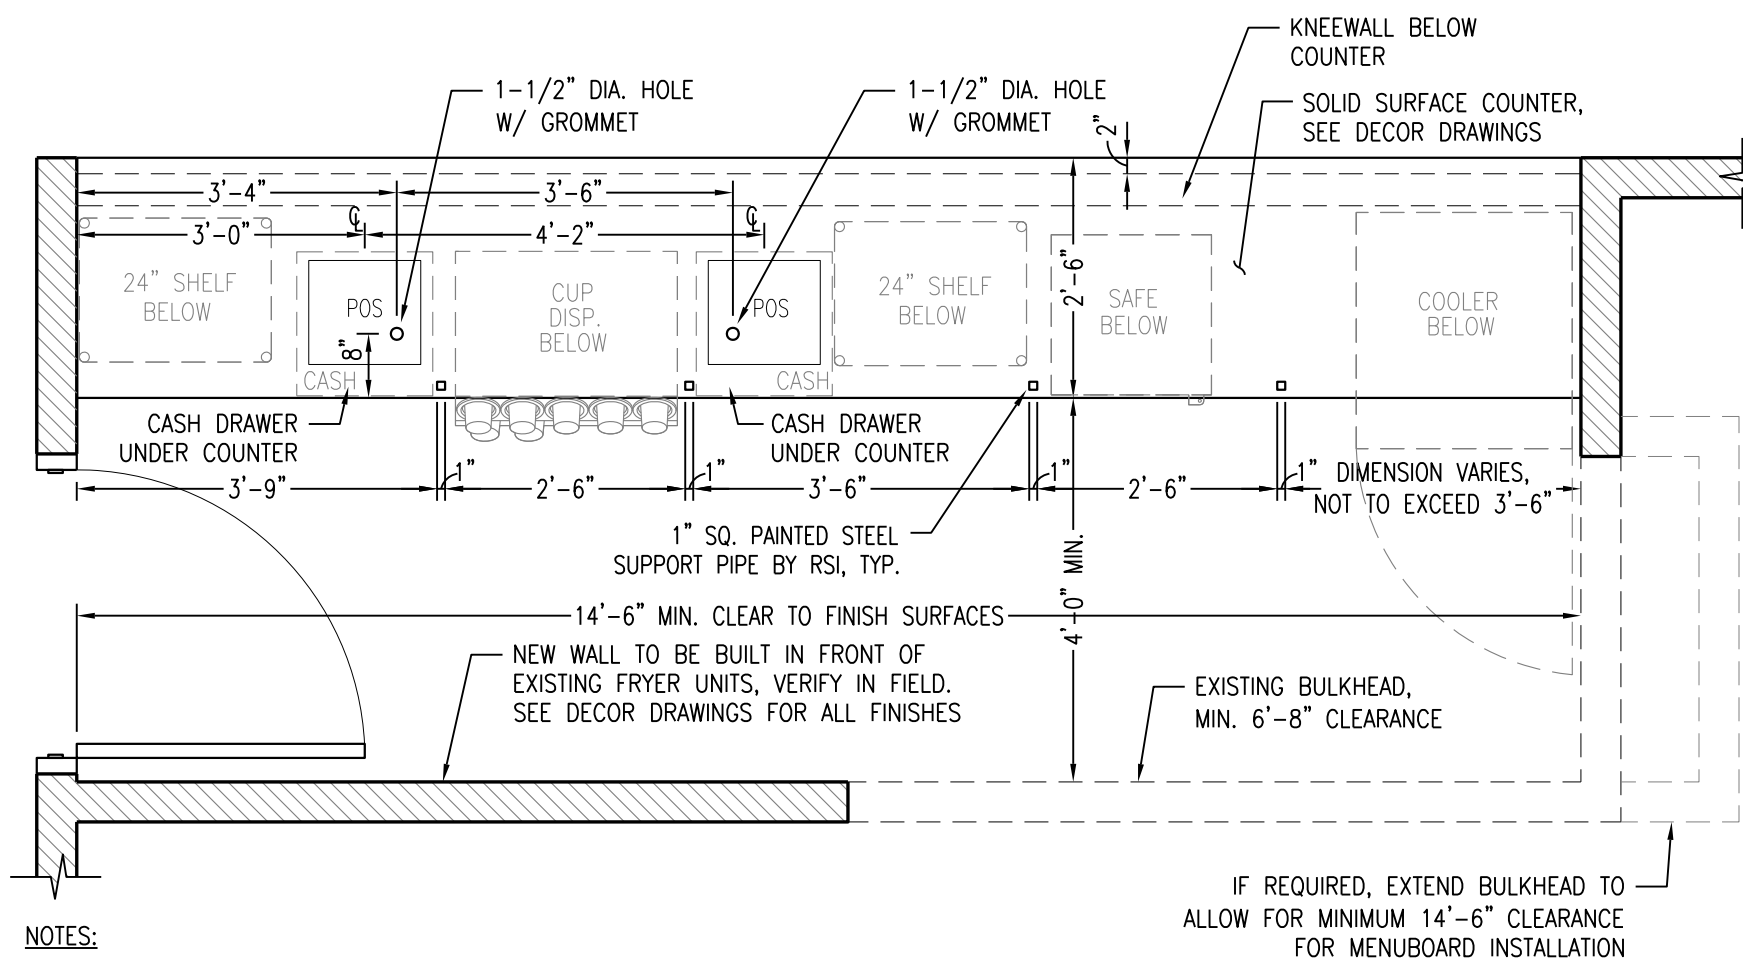 KNEEWALL BELOW
COUNTER
1-1/2" DIA. HOLE
W/ GROMMET
1-1/2" DIA. HOLE
W/ GROMMET
2"
SOLID SURFACE COUNTER,
SEE DECOR DRAWINGS
3'-4"
3'-6"
3'-0"
℄
4'-2"
℄
2'-6"
24" SHELF
BELOW
POS
8"
CASH
CUP
DISP.
BELOW
POS
CASH
24" SHELF
BELOW
SAFE
BELOW
COOLER
BELOW
CASH DRAWER
UNDER COUNTER
CASH DRAWER
UNDER COUNTER
3'-9"
1"
2'-6"
1"
3'-6"
1"
2'-6"
1"
DIMENSION VARIES,
NOT TO EXCEED 3'-6"
1" SQ. PAINTED STEEL
SUPPORT PIPE BY RSI, TYP.
4'-0" MIN.
14'-6" MIN. CLEAR TO FINISH SURFACES
NEW WALL TO BE BUILT IN FRONT OF
EXISTING FRYER UNITS, VERIFY IN FIELD.
SEE DECOR DRAWINGS FOR ALL FINISHES
EXISTING BULKHEAD,
MIN. 6'-8" CLEARANCE
IF REQUIRED, EXTEND BULKHEAD TO
ALLOW FOR MINIMUM 14'-6" CLEARANCE
FOR MENUBOARD INSTALLATION
NOTES: